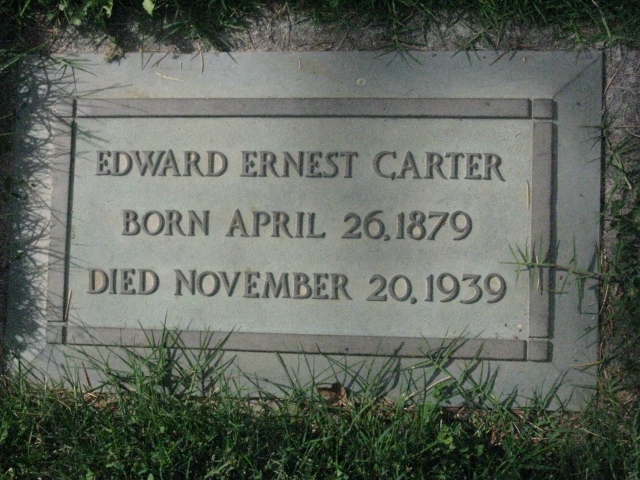 EDWARD ERNEST CARTER
BORN APRIL 26, 1879
DIED NOVEMBER 20, 1939